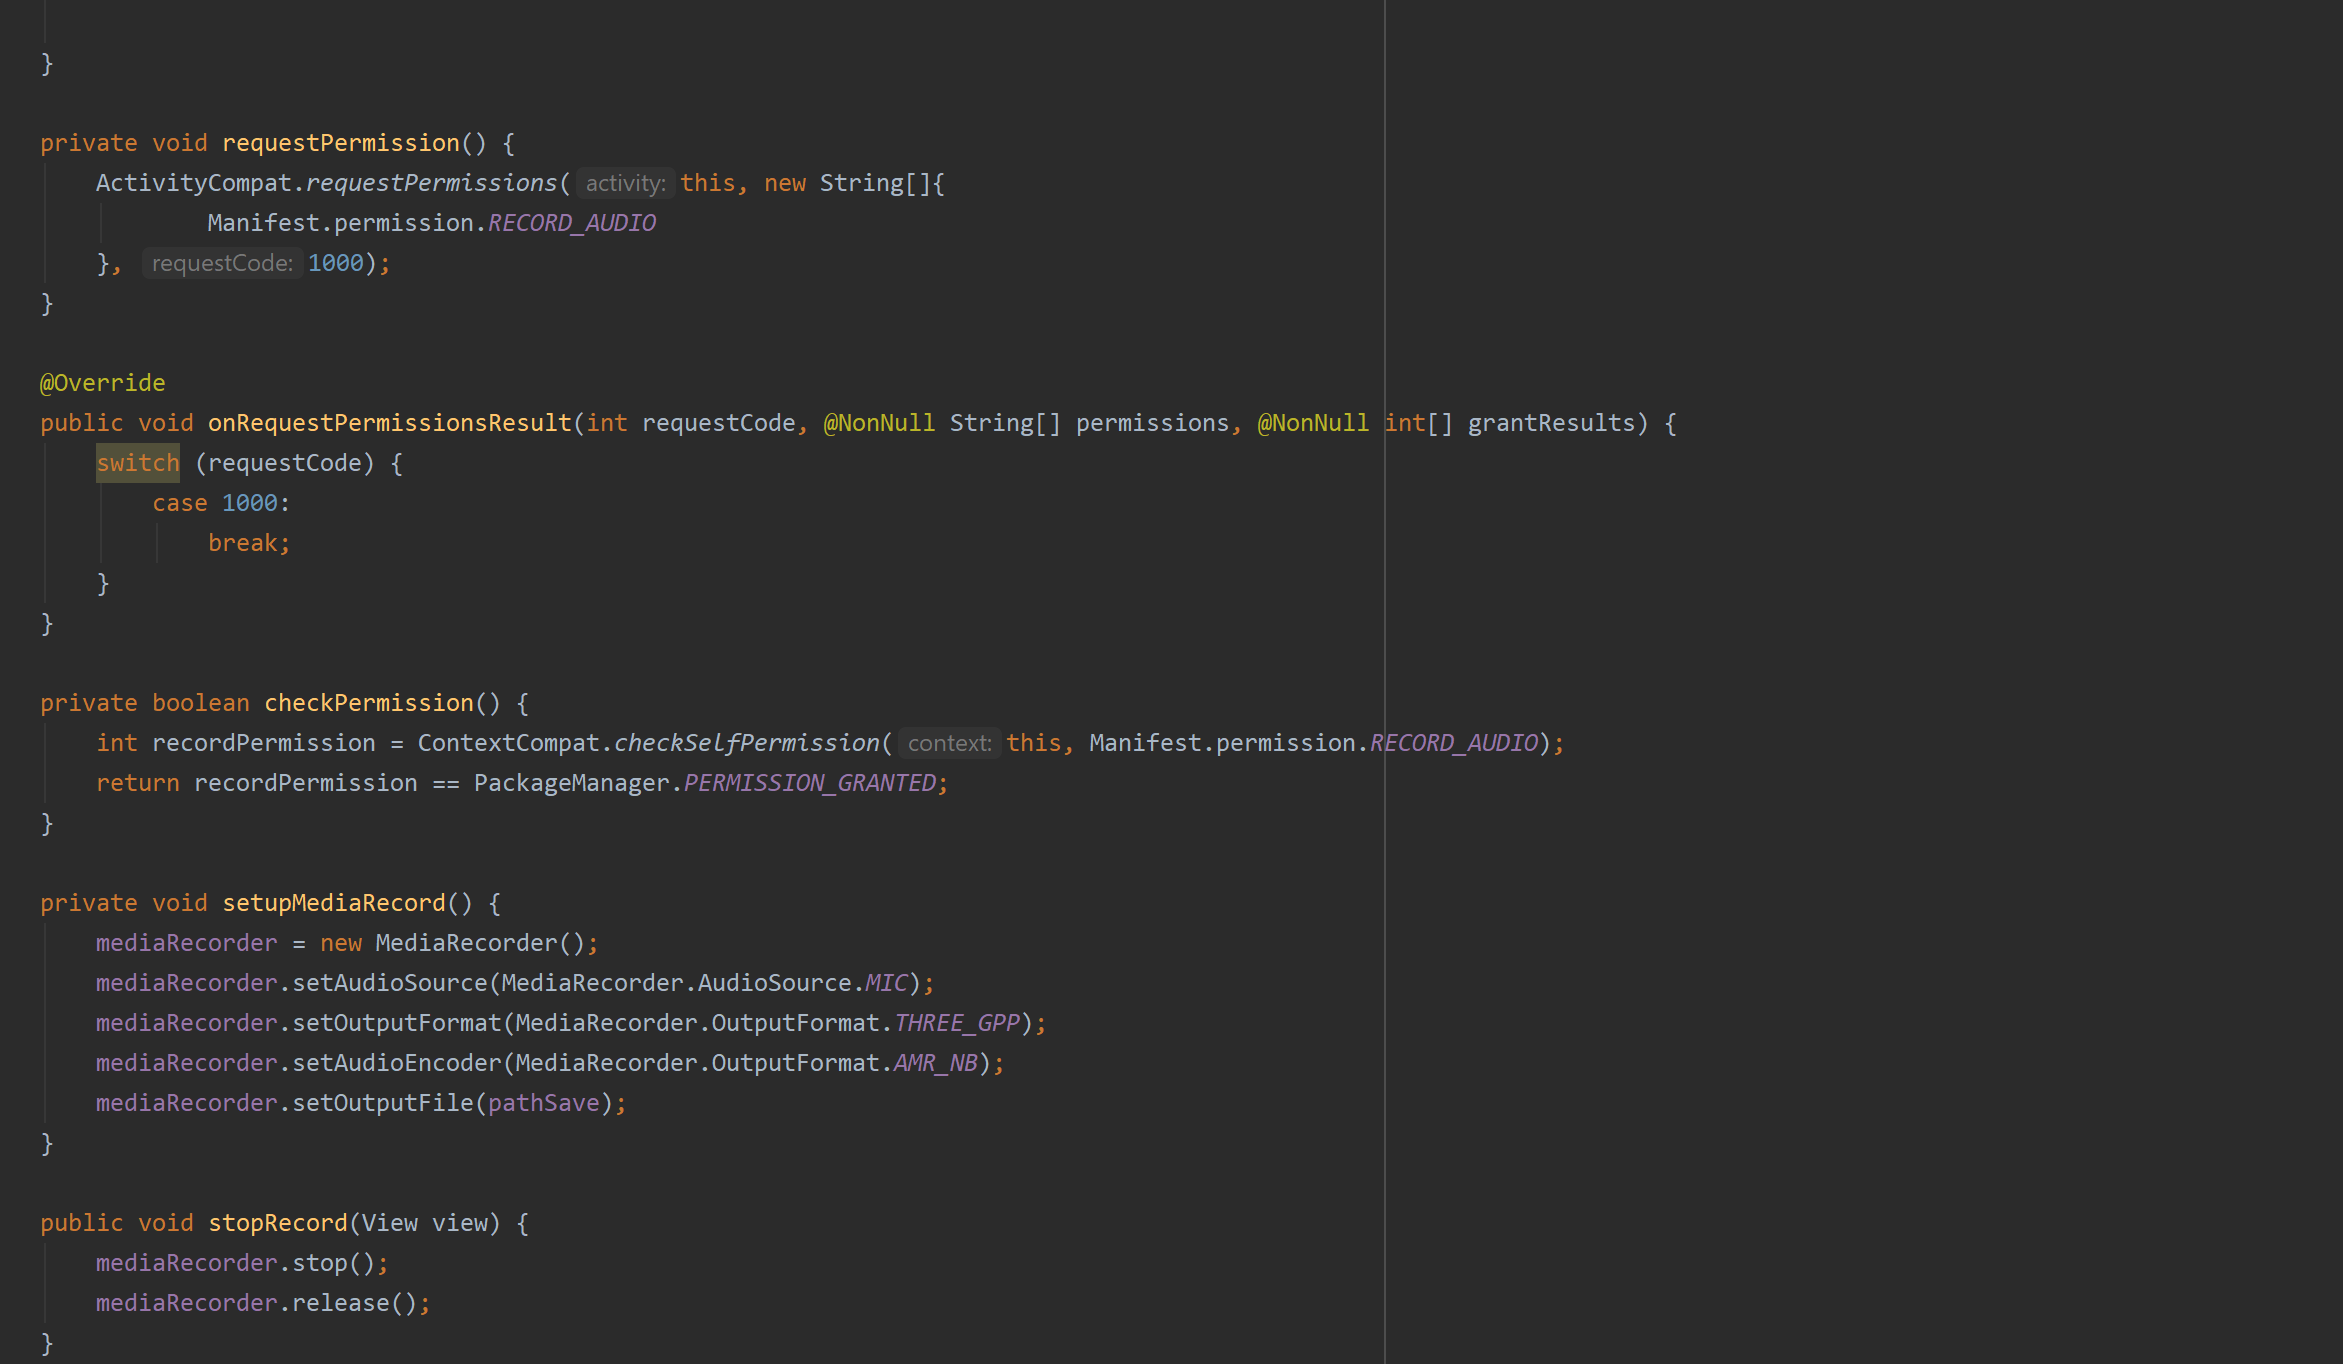 }
private void requestPermission() {
ActivityCompat.requestPermissions( activity: this, new String[]{
Manifest.permission.RECORD_AUDIO
}, requestCode: 1000);
}
@Override
public void onRequestPermissionsResult(int requestCode, @NonNull String[] permissions, @NonNull int[] grantResults) {
switch (requestCode) {
case 1000:
break;
}
}
private boolean checkPermission() {
int recordPermission = ContextCompat.checkSelfPermission( context: this, Manifest.permission.RECORD_AUDIO);
return recordPermission == PackageManager.PERMISSION_GRANTED;
}
private void setupMediaRecord() {
mediaRecorder = new MediaRecorder();
mediaRecorder.setAudioSource(MediaRecorder.AudioSource.MIC);
mediaRecorder.setOutputFormat(MediaRecorder.OutputFormat.THREE_GPP);
mediaRecorder.setAudioEncoder(MediaRecorder.OutputFormat.AMR_NB);
mediaRecorder.setOutputFile(pathSave);
}
public void stopRecord(View view) {
mediaRecorder.stop();
mediaRecorder.release();
}